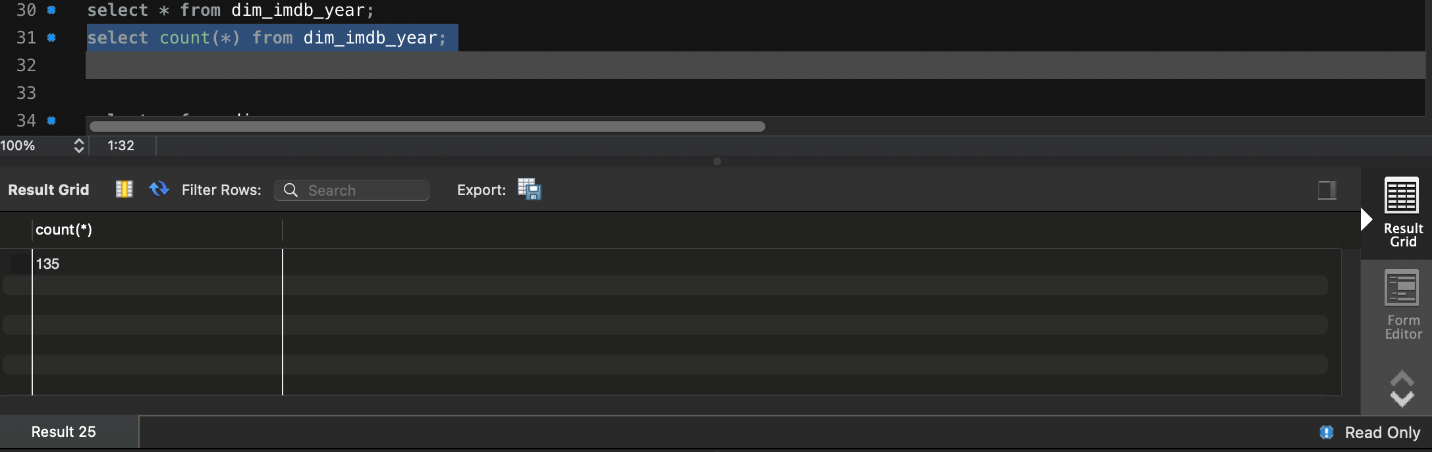 30 select * from dim_imdb_year;
31 select count(*) from dim_imdb_year;
32
33
34
100% 1:32
Result Grid Filter Rows: Search Export:
Result Grid
count(*)
135
Form Editor
Result 25 Read Only